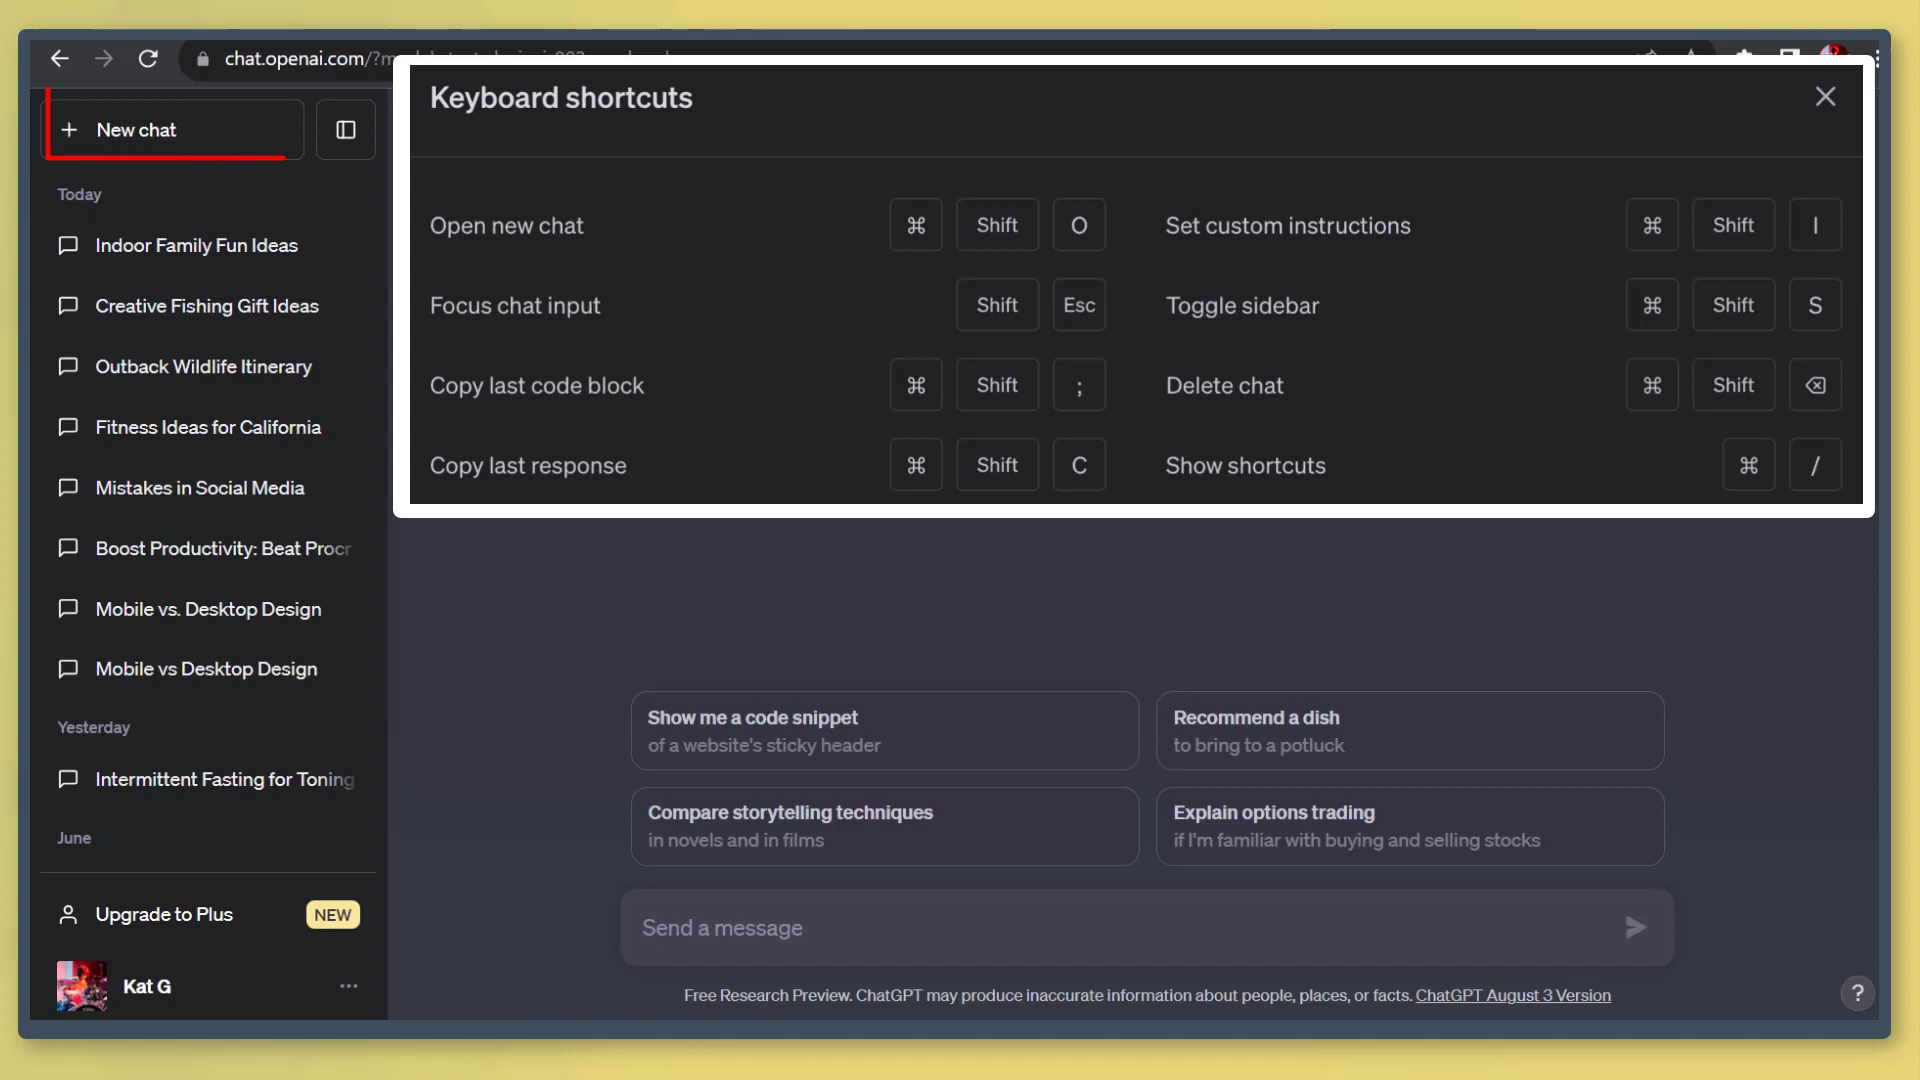 chat.openai.com/?m
Keyboard shortcuts
New chat
Today
Indoor Family Fun Ideas
Creative Fishing Gift Ideas
Outback Wildlife Itinerary
Fitness Ideas for California
Mistakes in Social Media
Boost Productivity: Beat Procr
Mobile vs. Desktop Design
Mobile vs Desktop Design
Yesterday
Intermittent Fasting for Toning
June
Upgrade to Plus NEW
Kat G
Open new chat ⌘ Shift O
Focus chat input Shift Esc
Copy last code block ⌘ Shift ;
Copy last response ⌘ Shift C
Set custom instructions ⌘ Shift I
Toggle sidebar ⌘ Shift S
Delete chat ⌘ Shift ⌫
Show shortcuts ⌘ /
Show me a code snippet
of a website's sticky header
Recommend a dish
to bring to a potluck
Compare storytelling techniques
in novels and in films
Explain options trading
if I'm familiar with buying and selling stocks
Send a message
Free Research Preview. ChatGPT may produce inaccurate information about people, places, or facts. ChatGPT August 3 Version
?